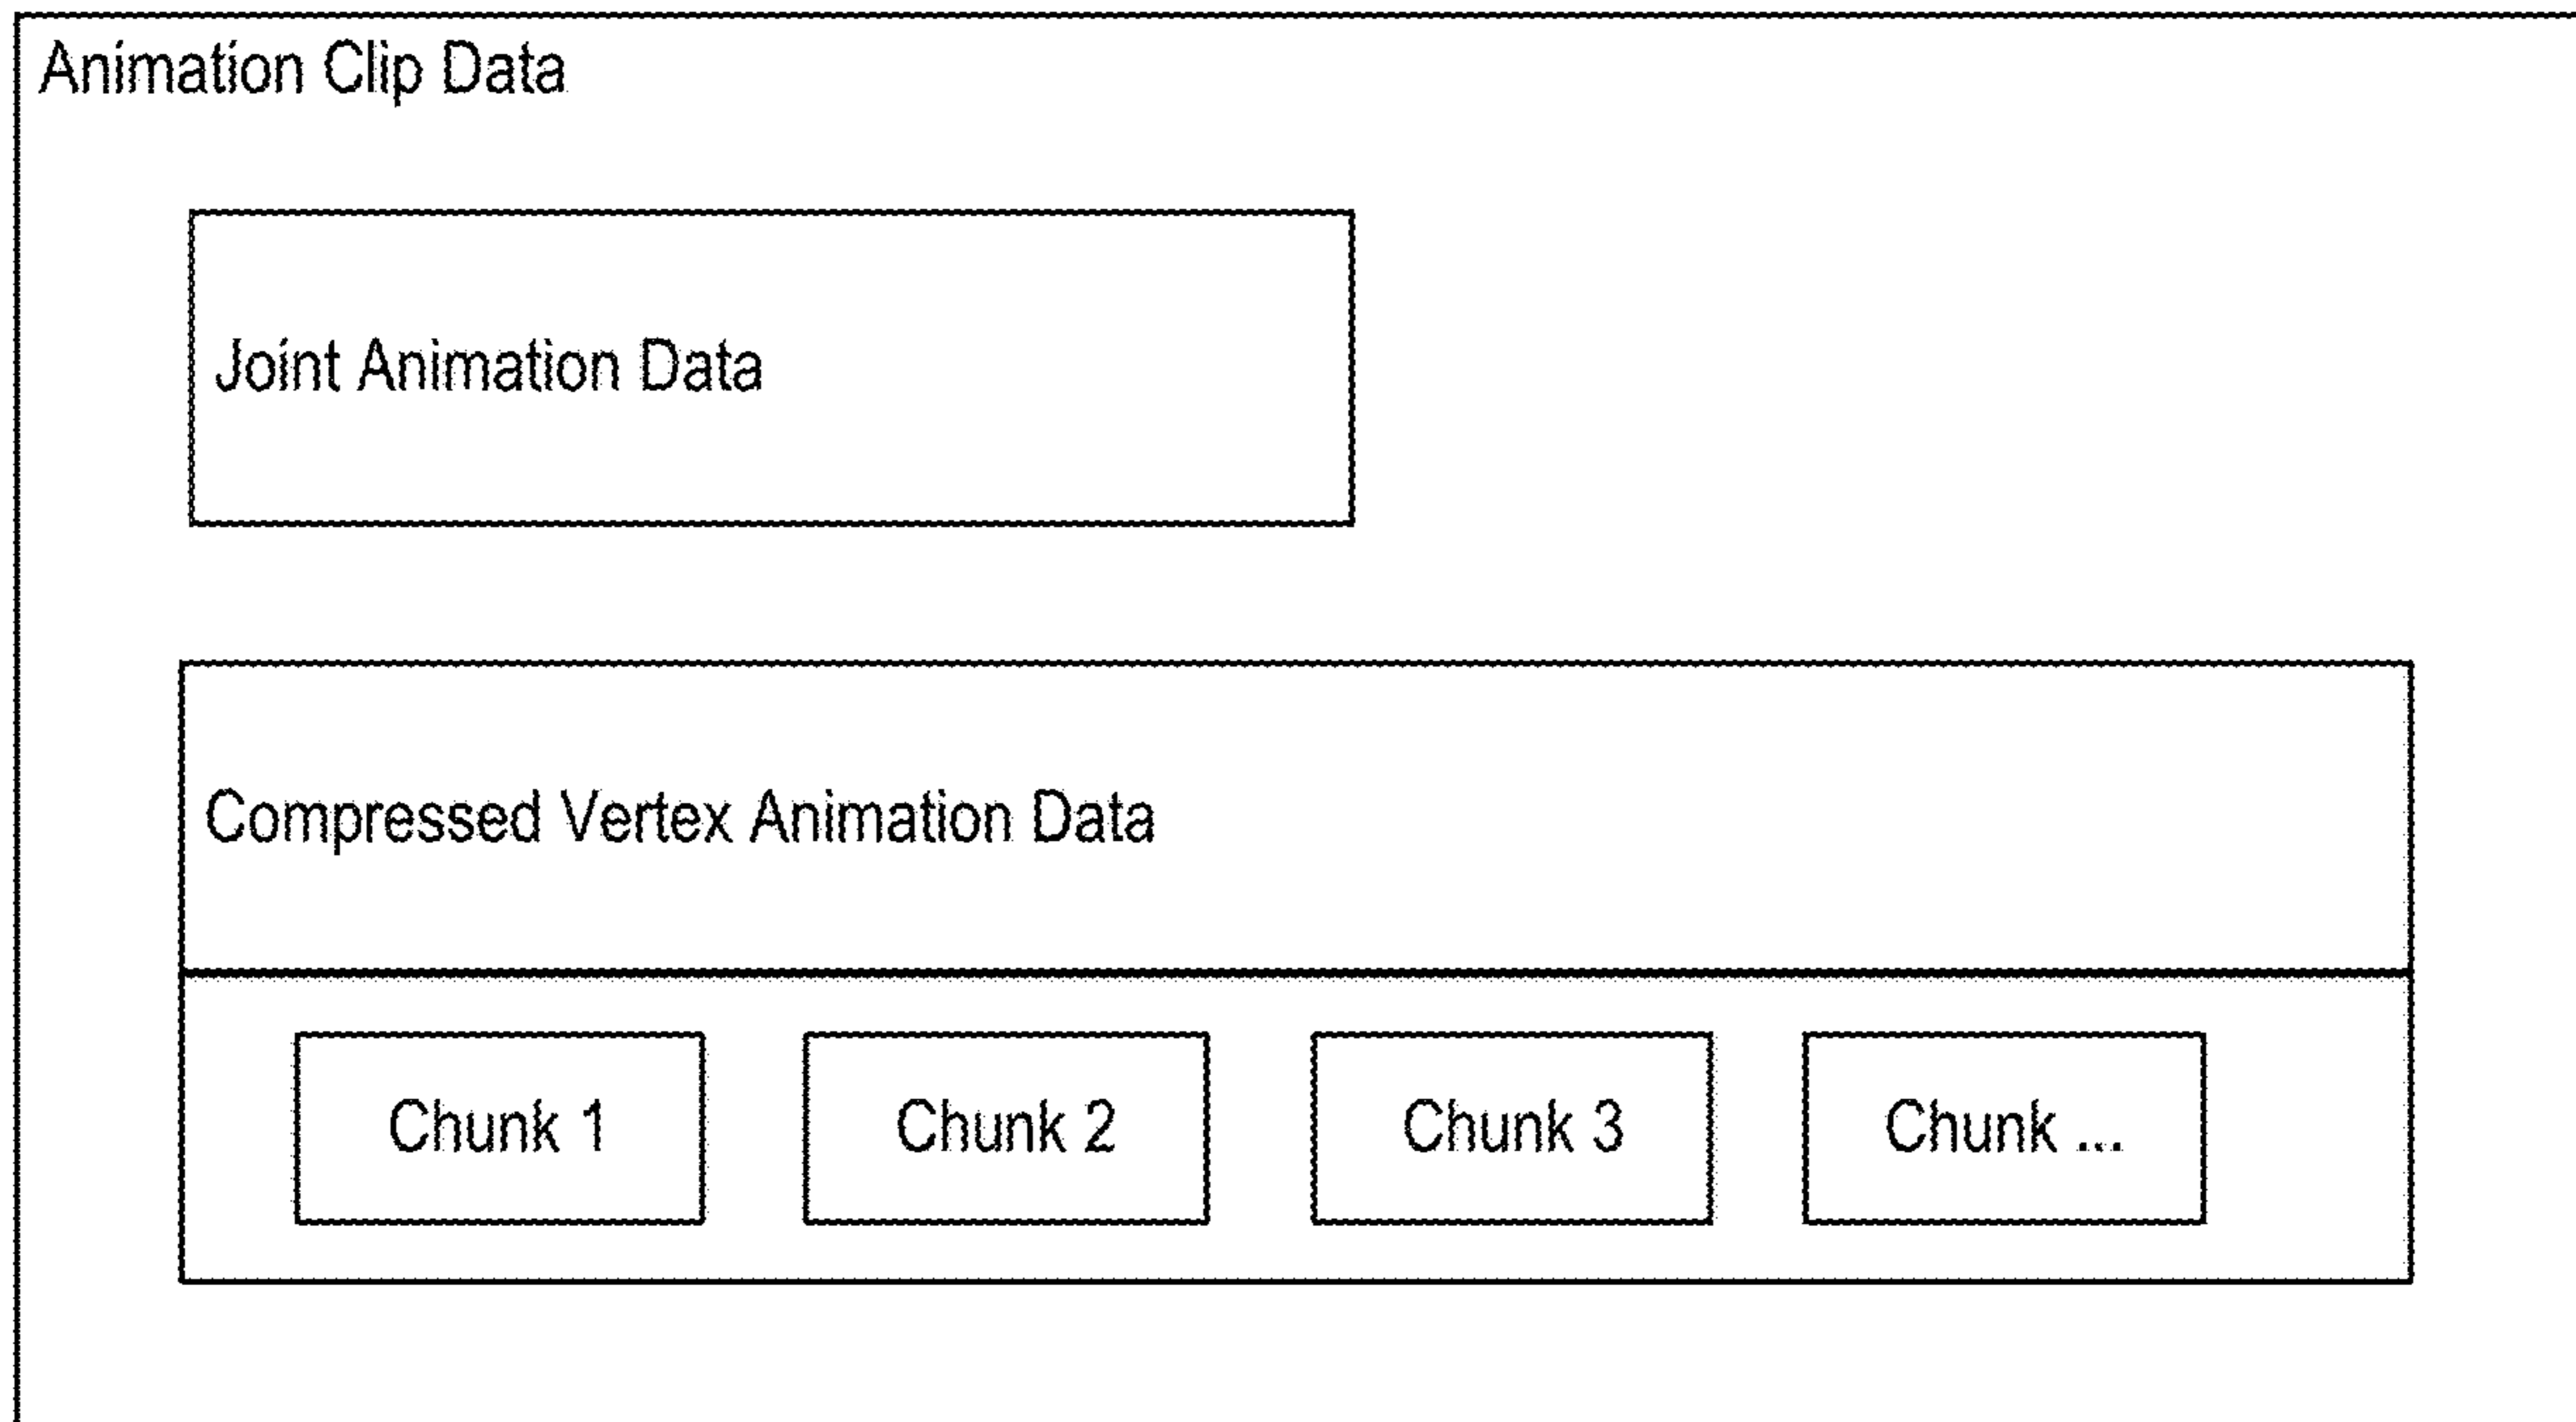 Animation Clip Data
Joint Animation Data
Compressed Vertex Animation Data
Chunk 1
Chunk 2
Chunk 3
Chunk ...